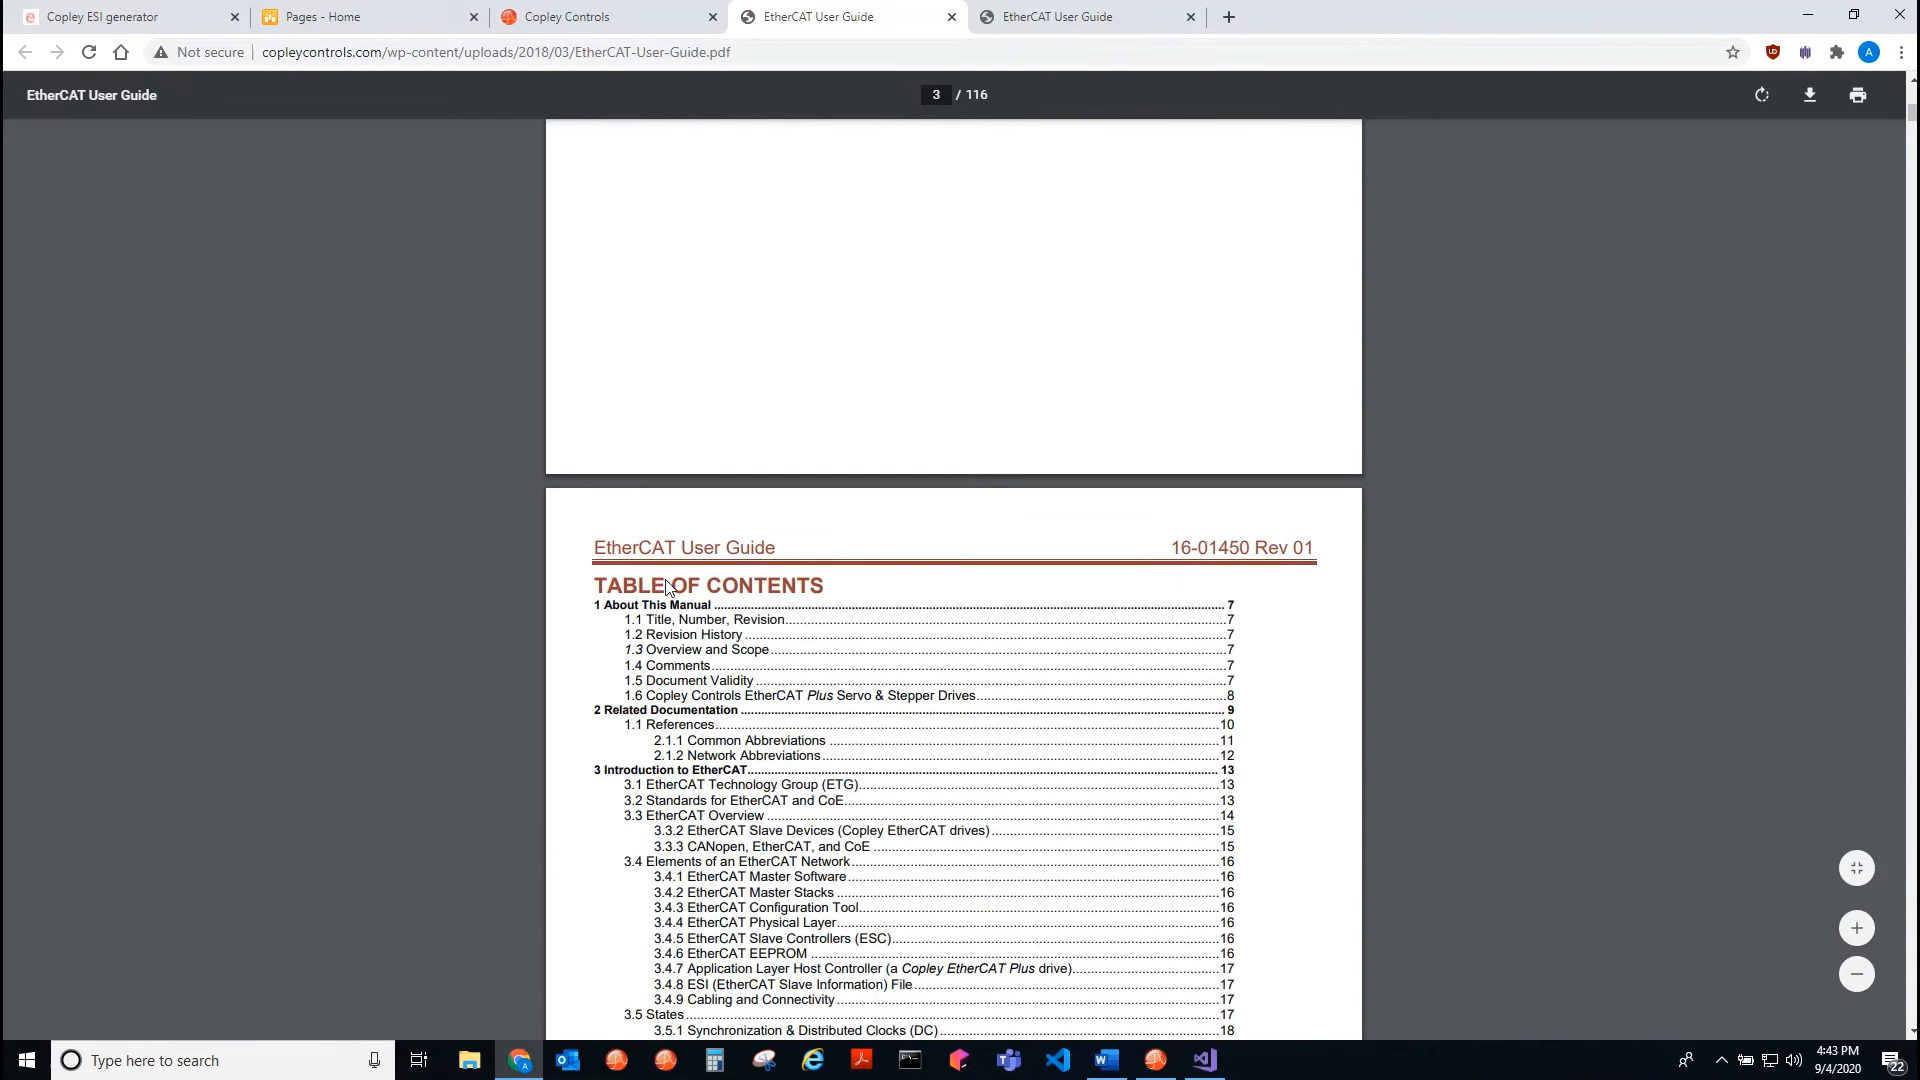 Copley ESI generator
Pages - Home
Copley Controls
EtherCAT User Guide
EtherCAT User Guide
Not secure
copleycontrols.com/wp-content/uploads/2018/03/EtherCAT-User-Guide.pdf
A
EtherCAT User Guide
3 / 116
EtherCAT User Guide 16-01450 Rev 01
TABLE OF CONTENTS
1 About This Manual 7
1.1 Title, Number, Revision 7
1.2 Revision History 7
1.3 Overview and Scope 7
1.4 Comments 7
1.5 Document Validity 7
1.6 Copley Controls EtherCAT Plus Servo & Stepper Drives 8
2 Related Documentation 9
1.1 References 10
2.1.1 Common Abbreviations 11
2.1.2 Network Abbreviations 12
3 Introduction to EtherCAT 13
3.1 EtherCAT Technology Group (ETG) 13
3.2 Standards for EtherCAT and CoE 13
3.3 EtherCAT Overview 14
3.3.2 EtherCAT Slave Devices (Copley EtherCAT drives) 15
3.3.3 CANopen, EtherCAT, and CoE 15
3.4 Elements of an EtherCAT Network 16
3.4.1 EtherCAT Master Software 16
3.4.2 EtherCAT Master Stacks 16
3.4.3 EtherCAT Configuration Tool 16
3.4.4 EtherCAT Physical Layer 16
3.4.5 EtherCAT Slave Controllers (ESC) 16
3.4.6 EtherCAT EEPROM 16
3.4.7 Application Layer Host Controller (a Copley EtherCAT Plus drive) 17
3.4.8 ESI (EtherCAT Slave Information) File 17
3.4.9 Cabling and Connectivity 17
3.5 States 17
3.5.1 Synchronization & Distributed Clocks (DC) 18
Type here to search
4:43 PM
9/4/2020
22